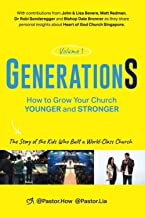 With contributions from John & Lisa Bevere, Matt Redman,
Dr Robi Sonderegger and Bishop Dale Bronner as they share
personal insights about Heart of God Church Singapore.
Volume 1
GENERATIONS
How to Grow Your Church
YOUNGER and STRONGER
The Story of the Kids Who Built a World-Class Church
@Pastor.How @Pastor.Lia